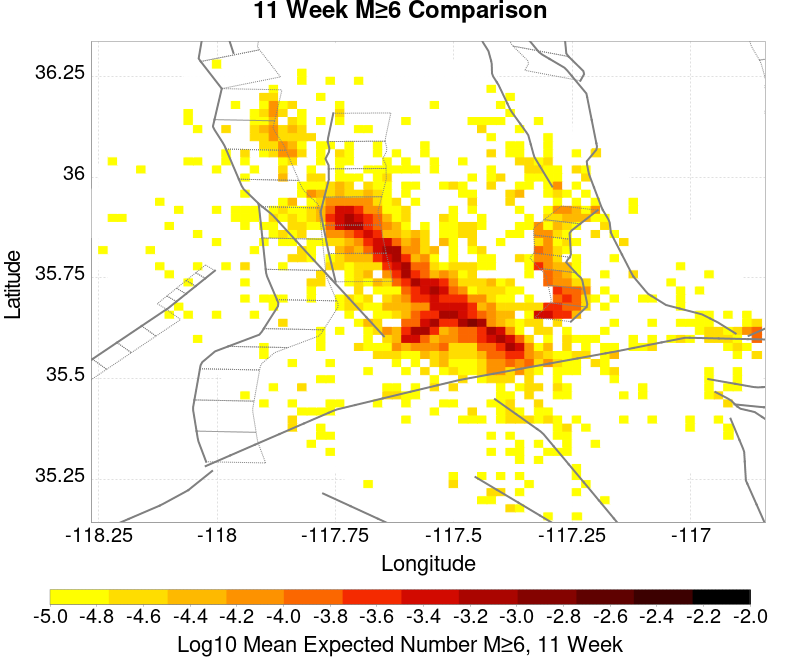 11 Week M≥6 Comparison
36.25
36
35.75
35.5
35.25
Latitude
-118.25 -118 -117.75 -117.5 -117.25 -117
Longitude
-5.0 -4.8 -4.6 -4.4 -4.2 -4.0 -3.8 -3.6 -3.4 -3.2 -3.0 -2.8 -2.6 -2.4 -2.2 -2.0
Log10 Mean Expected Number M≥6, 11 Week